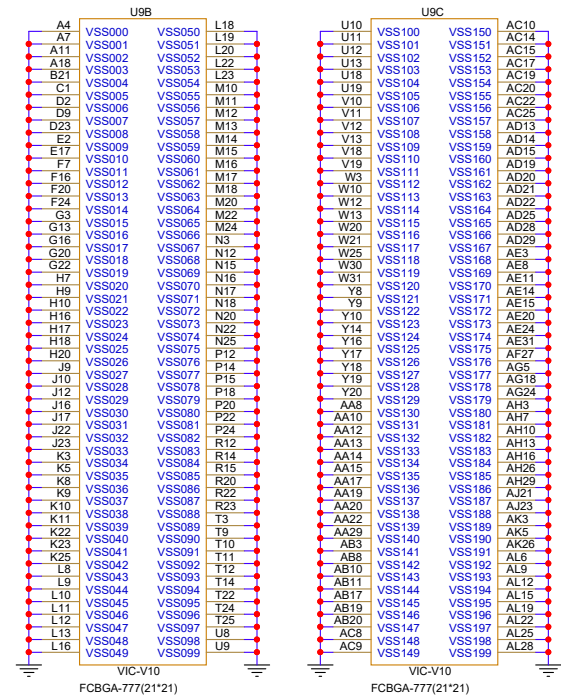 U9B
A4 VSS000 VSS050 L18
A7 VSS001 VSS051 L19
A11 VSS002 VSS052 L20
A18 VSS003 VSS053 L22
B21 VSS004 VSS054 L23
C1 VSS005 VSS055 M10
D2 VSS006 VSS056 M11
D9 VSS007 VSS057 M12
D23 VSS008 VSS058 M13
E2 VSS009 VSS059 M14
E17 VSS010 VSS060 M15
F7 VSS011 VSS061 M16
F16 VSS012 VSS062 M17
F20 VSS013 VSS063 M18
F24 VSS014 VSS064 M20
G3 VSS015 VSS065 M22
G13 VSS016 VSS066 M24
G16 VSS017 VSS067 N3
G20 VSS018 VSS068 N12
G22 VSS019 VSS069 N15
H7 VSS020 VSS070 N16
H9 VSS021 VSS071 N17
H10 VSS022 VSS072 N18
H16 VSS023 VSS073 N20
H17 VSS024 VSS074 N22
H18 VSS025 VSS075 N25
H20 VSS026 VSS076 P12
J9 VSS027 VSS077 P14
J10 VSS028 VSS078 P15
J12 VSS029 VSS079 P18
J16 VSS030 VSS080 P20
J17 VSS031 VSS081 P22
J22 VSS032 VSS082 P24
J23 VSS033 VSS083 R12
K3 VSS034 VSS084 R14
K5 VSS035 VSS085 R15
K8 VSS036 VSS086 R20
K9 VSS037 VSS087 R22
K10 VSS038 VSS088 R23
K11 VSS039 VSS089 T3
K22 VSS040 VSS090 T9
K23 VSS041 VSS091 T10
K25 VSS042 VSS092 T11
L8 VSS043 VSS093 T12
L9 VSS044 VSS094 T14
L10 VSS045 VSS095 T22
L11 VSS046 VSS096 T24
L12 VSS047 VSS097 T25
L13 VSS048 VSS098 U8
L16 VSS049 VSS099 U9
VIC-V10
FCBGA-777(21*21)
U9C
U10 VSS100 VSS150 AC10
U11 VSS101 VSS151 AC14
U12 VSS102 VSS152 AC15
U13 VSS103 VSS153 AC17
U18 VSS104 VSS154 AC19
U19 VSS105 VSS155 AC20
V10 VSS106 VSS156 AC22
V11 VSS107 VSS157 AC25
V12 VSS108 VSS158 AD13
V13 VSS109 VSS159 AD14
V18 VSS110 VSS160 AD15
V19 VSS111 VSS161 AD19
W3 VSS112 VSS162 AD20
W10 VSS113 VSS163 AD21
W12 VSS114 VSS164 AD22
W13 VSS115 VSS165 AD25
W20 VSS116 VSS166 AD28
W21 VSS117 VSS167 AD29
W25 VSS118 VSS168 AE3
W30 VSS119 VSS169 AE8
W31 VSS120 VSS170 AE11
Y8 VSS121 VSS171 AE14
Y9 VSS122 VSS172 AE15
Y10 VSS123 VSS173 AE20
Y14 VSS124 VSS174 AE24
Y16 VSS125 VSS175 AE31
Y17 VSS126 VSS176 AF27
Y18 VSS127 VSS177 AG5
Y19 VSS128 VSS178 AG18
Y20 VSS129 VSS179 AG24
AA8 VSS130 VSS180 AH3
AA10 VSS131 VSS181 AH7
AA12 VSS132 VSS182 AH10
AA13 VSS133 VSS183 AH13
AA14 VSS134 VSS184 AH16
AA15 VSS135 VSS185 AH26
AA17 VSS136 VSS186 AH29
AA19 VSS137 VSS187 AJ21
AA20 VSS138 VSS188 AJ23
AA22 VSS139 VSS189 AK3
AA29 VSS140 VSS190 AK5
AB3 VSS141 VSS191 AK26
AB8 VSS142 VSS192 AL6
AB10 VSS143 VSS193 AL9
AB11 VSS144 VSS194 AL12
AB17 VSS145 VSS195 AL15
AB19 VSS146 VSS196 AL19
AB20 VSS147 VSS197 AL22
AC8 VSS148 VSS198 AL25
AC9 VSS149 VSS199 AL28
VIC-V10
FCBGA-777(21*21)